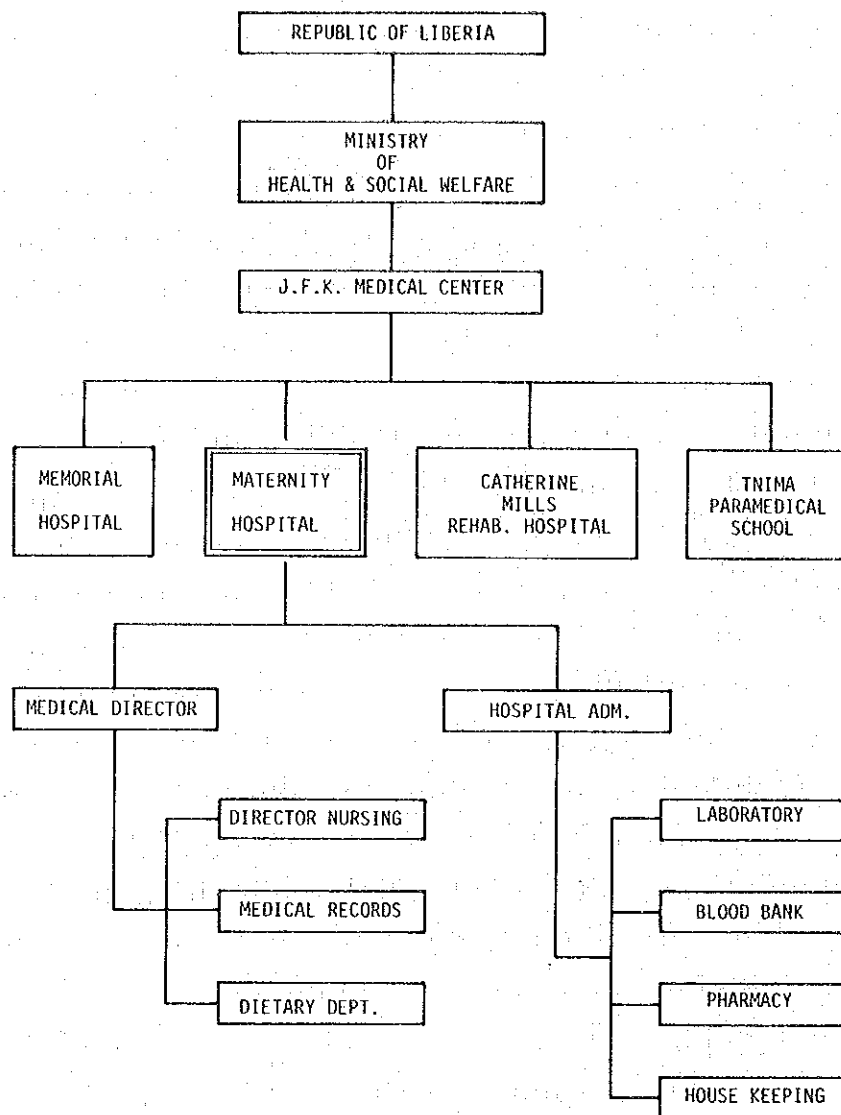 REPUBLIC OF LIBERIA
MINISTRY
OF
HEALTH & SOCIAL WELFARE
J.F.K. MEDICAL CENTER
MEMORIAL
HOSPITAL
MATERNITY
HOSPITAL
CATHERINE
MILLS
REHAB. HOSPITAL
TNIMA
PARAMEDICAL
SCHOOL
MEDICAL DIRECTOR
HOSPITAL ADM.
DIRECTOR NURSING
MEDICAL RECORDS
DIETARY DEPT.
LABORATORY
BLOOD BANK
PHARMACY
HOUSE KEEPING